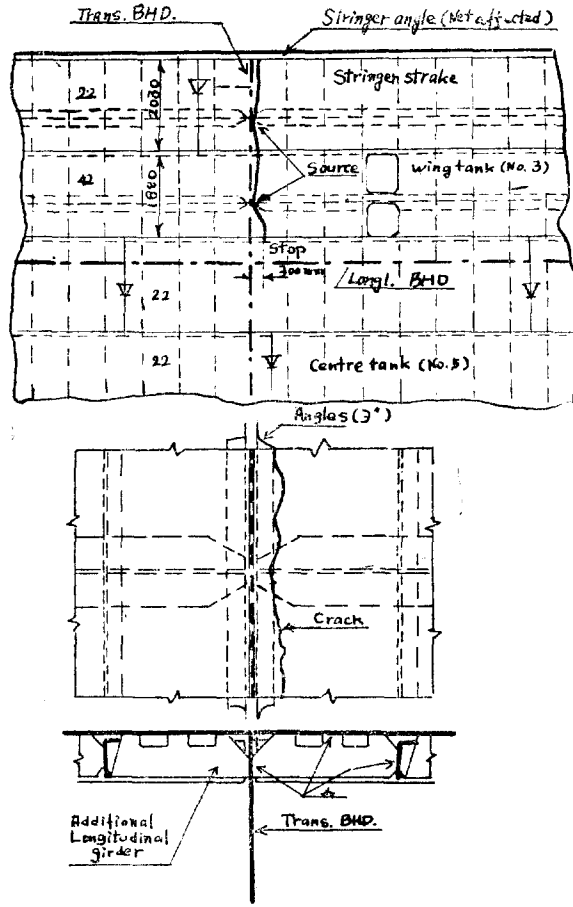 Trans. BHD.
Stringer angle (Not affected)
22
2080
Stringer strake
Source
wing tank (No. 3)
42
1880
Stop
300mm
Longl. BHD
22
22
Centre tank (No. 5)
Angles (3")
Crack
Additional
Longitudinal
girder
Trans. BHD.